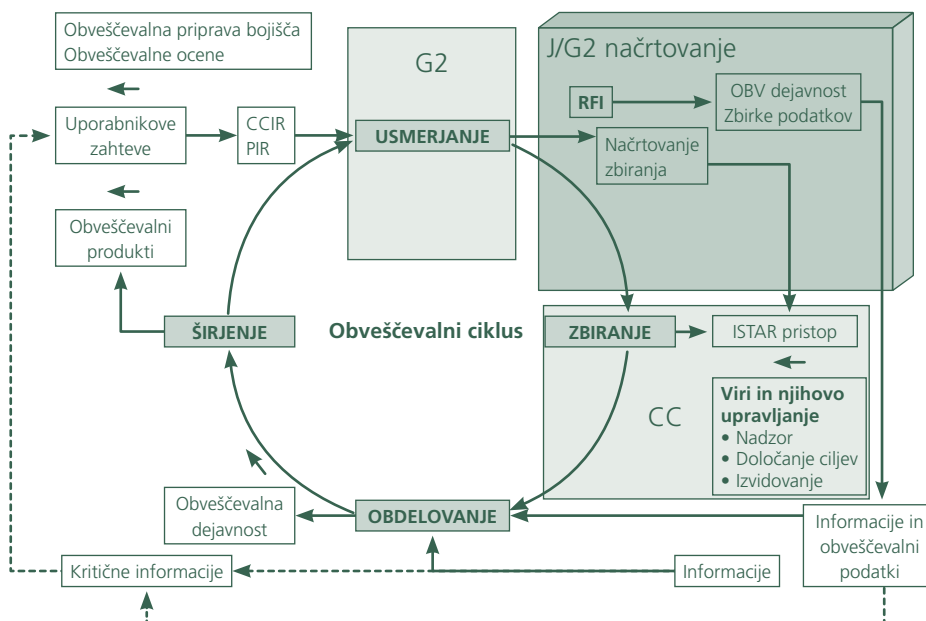 Obveščevalna priprava bojišča
Obveščevalne ocene
G2
J/G2 načrtovanje
RFI
OBV dejavnost
Zbirke podatkov
Uporabnikove
zahteve
CCIR
PIR
USMERJANJE
Načrtovanje
zbiranja
Obveščevalni
produkti
ŠIRJENJE
Obveščevalni ciklus
ZBIRANJE
ISTAR pristop
CC
Viri in njihovo
upravljanje
• Nadzor
• Določanje ciljev
• Izvidovanje
Obveščevalna
dejavnost
OBDELOVANJE
Informacije in
obveščevalni
podatki
Kritične informacije
Informacije